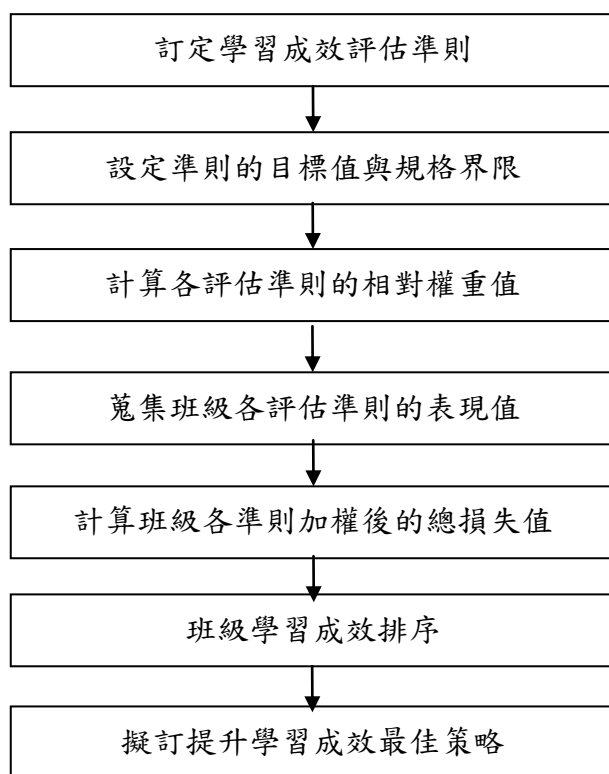 訂定學習成效評估準則
設定準則的目標值與規格界限
計算各評估準則的相對權重值
蒐集班級各評估準則的表現值
計算班級各準則加權後的總損失值
班級學習成效排序
擬訂提升學習成效最佳策略